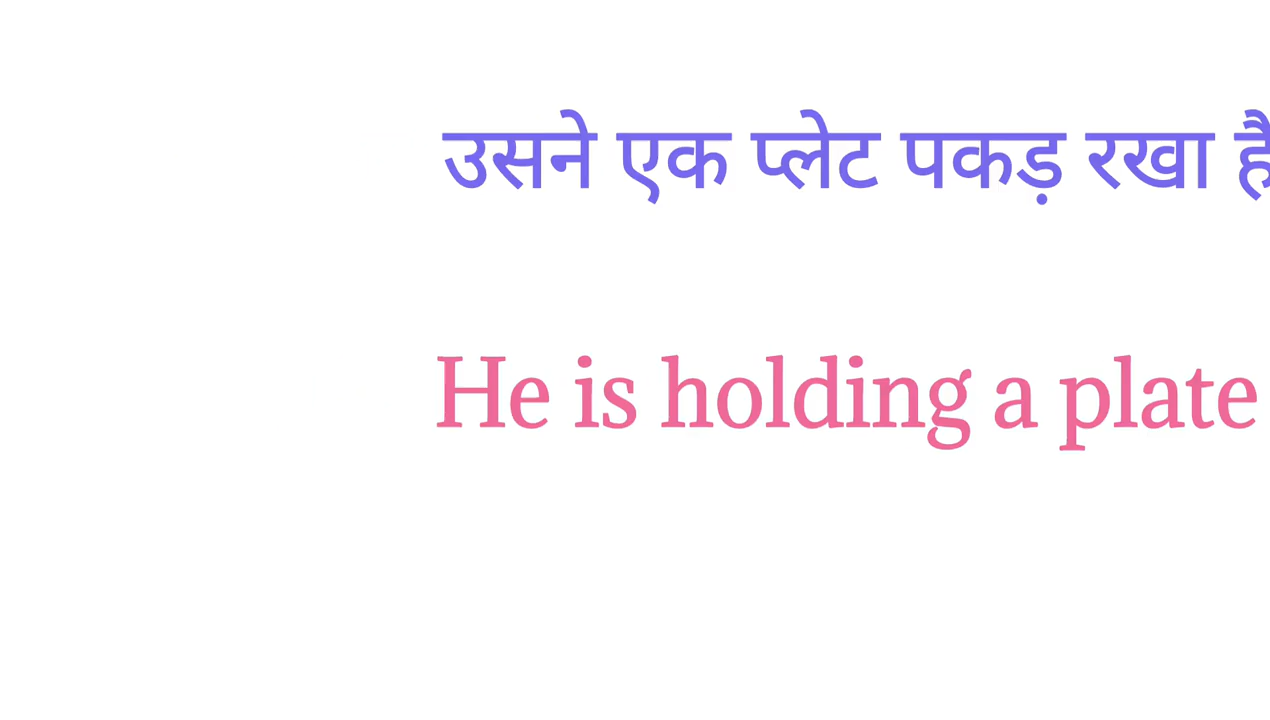 उसने एक प्लेट पकड़ रखा है
He is holding a plate